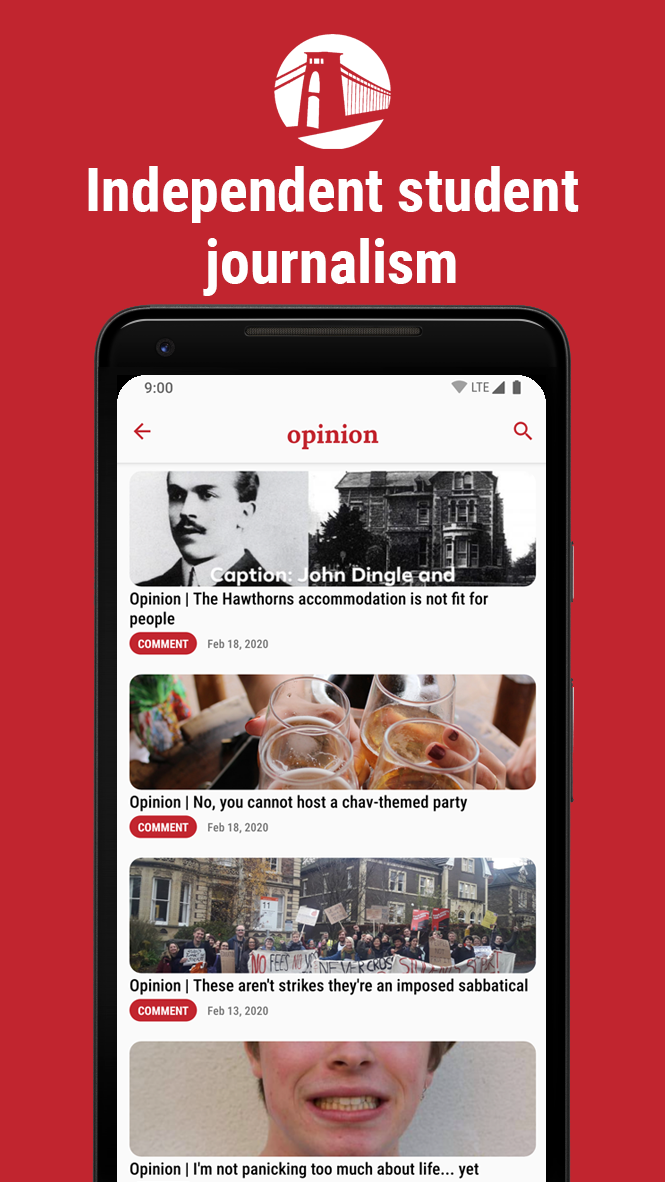 Independent student
journalism
9:00
LTE
opinion
Caption: John Dingle and
Opinion | The Hawthorns accommodation is not fit for
people
COMMENT Feb 18, 2020
Opinion | No, you cannot host a chav-themed party
COMMENT Feb 18, 2020
11
NO FEES NO
NEVER CROSS
Opinion | These aren't strikes they're an imposed sabbatical
COMMENT Feb 13, 2020
Opinion | I'm not panicking too much about life... yet